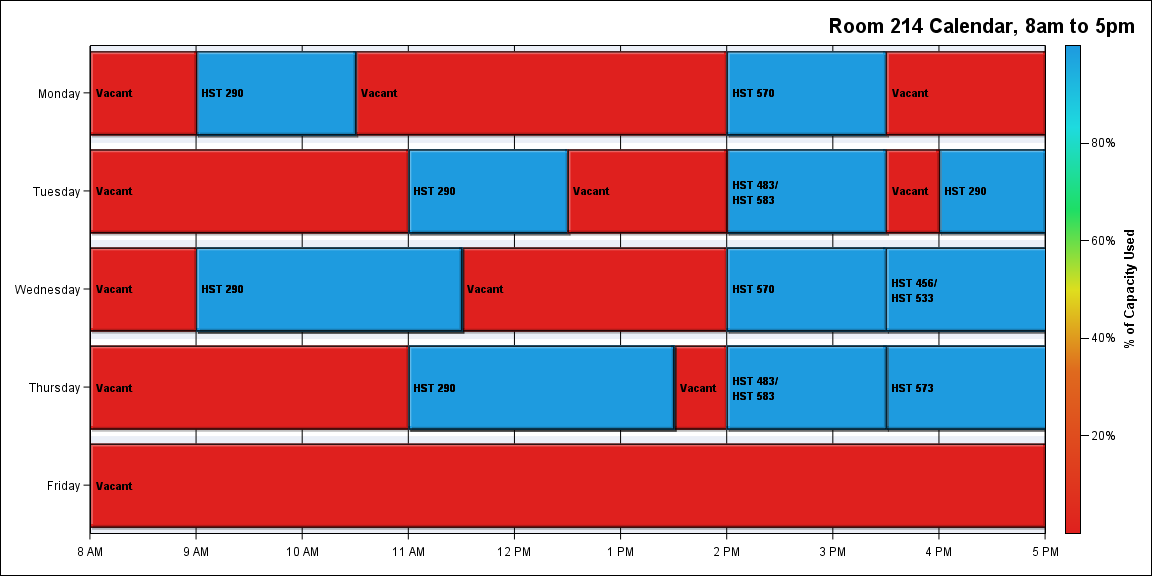 Room 214 Calendar, 8am to 5pm
Monday
Vacant
HST 290
Vacant
HST 570
Vacant
Tuesday
Vacant
HST 290
Vacant
HST 483/
HST 583
Vacant
HST 290
Wednesday
Vacant
HST 290
Vacant
HST 570
HST 456/
HST 533
Thursday
Vacant
HST 290
Vacant
HST 483/
HST 583
HST 573
Friday
Vacant
8 AM
9 AM
10 AM
11 AM
12 PM
1 PM
2 PM
3 PM
4 PM
5 PM
80%
60%
40%
20%
% of Capacity Used